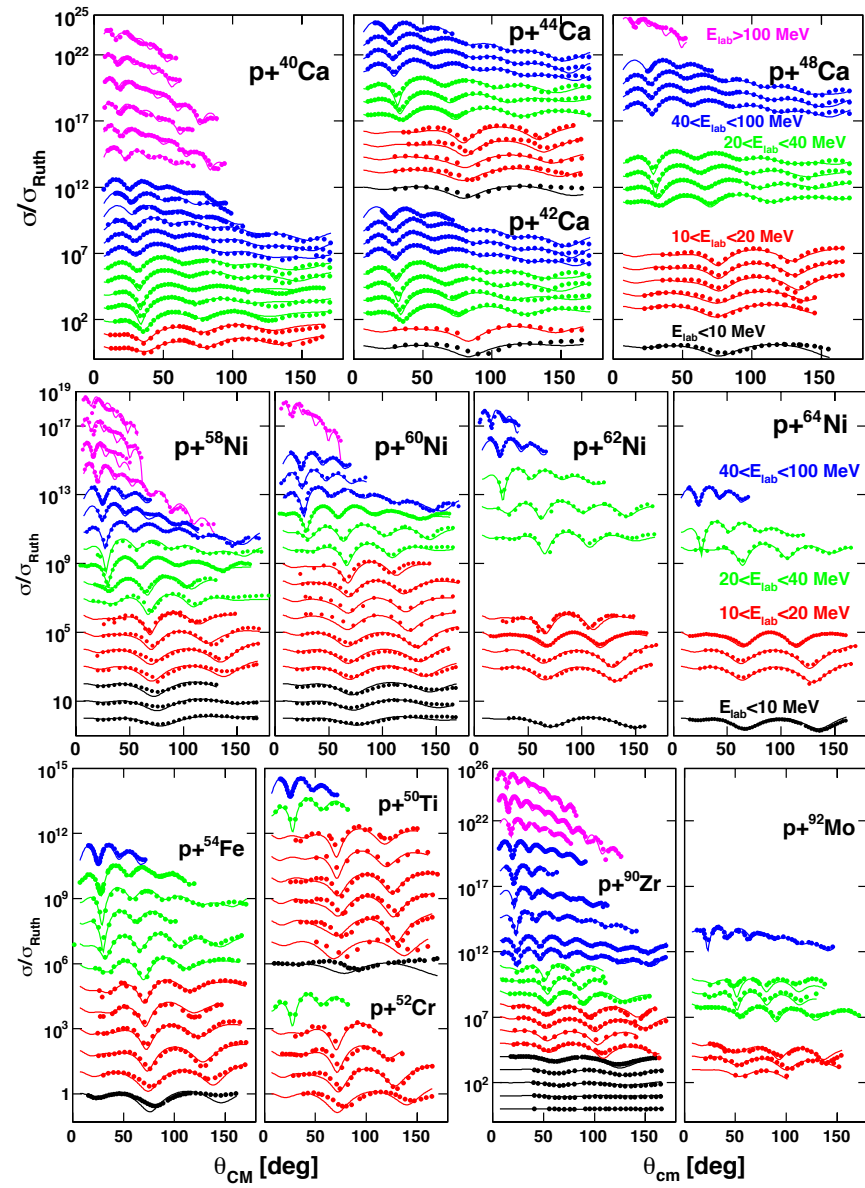 10^25
10^22
10^17
10^12
10^7
10^2
σ/σ_Ruth
p+^40Ca
0 50 100 150
p+^44Ca
p+^42Ca
0 50 100 150
E_lab>100 MeV
p+^48Ca
40<E_lab<100 MeV
20<E_lab<40 MeV
10<E_lab<20 MeV
E_lab<10 MeV
0 50 100 150
10^19
10^17
10^13
10^9
10^5
10
σ/σ_Ruth
p+^58Ni
0 50 100 150
p+^60Ni
0 50 100 150
p+^62Ni
0 50 100 150
p+^64Ni
40<E_lab<100 MeV
20<E_lab<40 MeV
10<E_lab<20 MeV
E_lab<10 MeV
0 50 100 150
10^15
10^12
10^9
10^6
10^3
1
σ/σ_Ruth
p+^54Fe
0 50 100 150
p+^50Ti
p+^52Cr
0 50 100 150
θ_CM [deg]
10^26
10^22
10^17
10^12
10^7
10^2
p+^90Zr
0 50 100 150
p+^92Mo
0 50 100 150
θ_cm [deg]